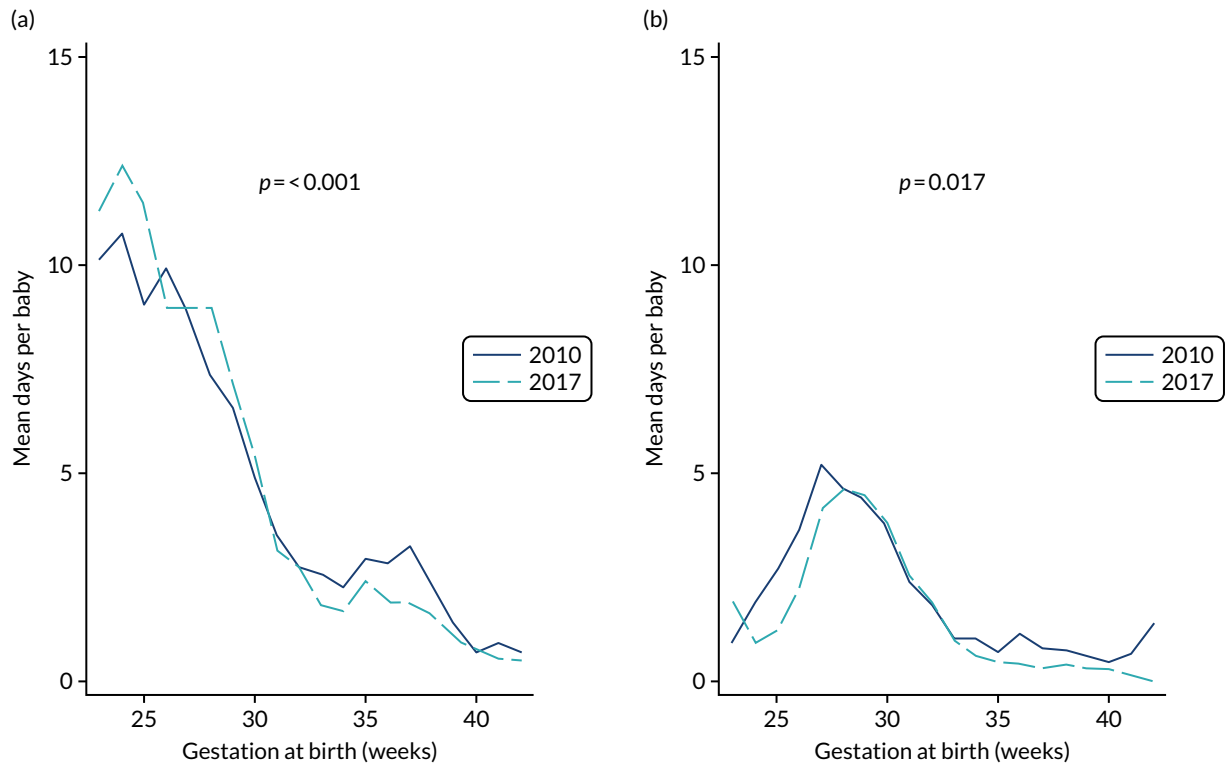 (a)
15
10
5
0
Mean days per baby
p=<0.001
2010
2017
25 30 35 40
Gestation at birth (weeks)
(b)
15
10
5
0
Mean days per baby
p=0.017
2010
2017
25 30 35 40
Gestation at birth (weeks)